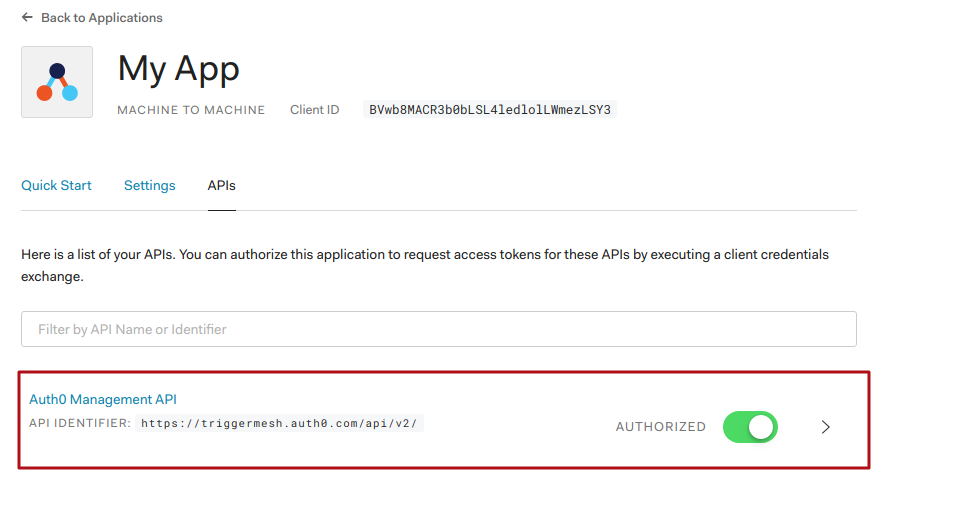 Back to Applications
My App
MACHINE TO MACHINE Client ID BVwb8MACR3b0bLSL4ledlolLWmezLSY3
Quick Start Settings APIs
Here is a list of your APIs. You can authorize this application to request access tokens for these APIs by executing a client credentials
exchange.
Filter by API Name or Identifier
Auth0 Management API
API IDENTIFIER: https://triggermesh.auth0.com/api/v2/
AUTHORIZED